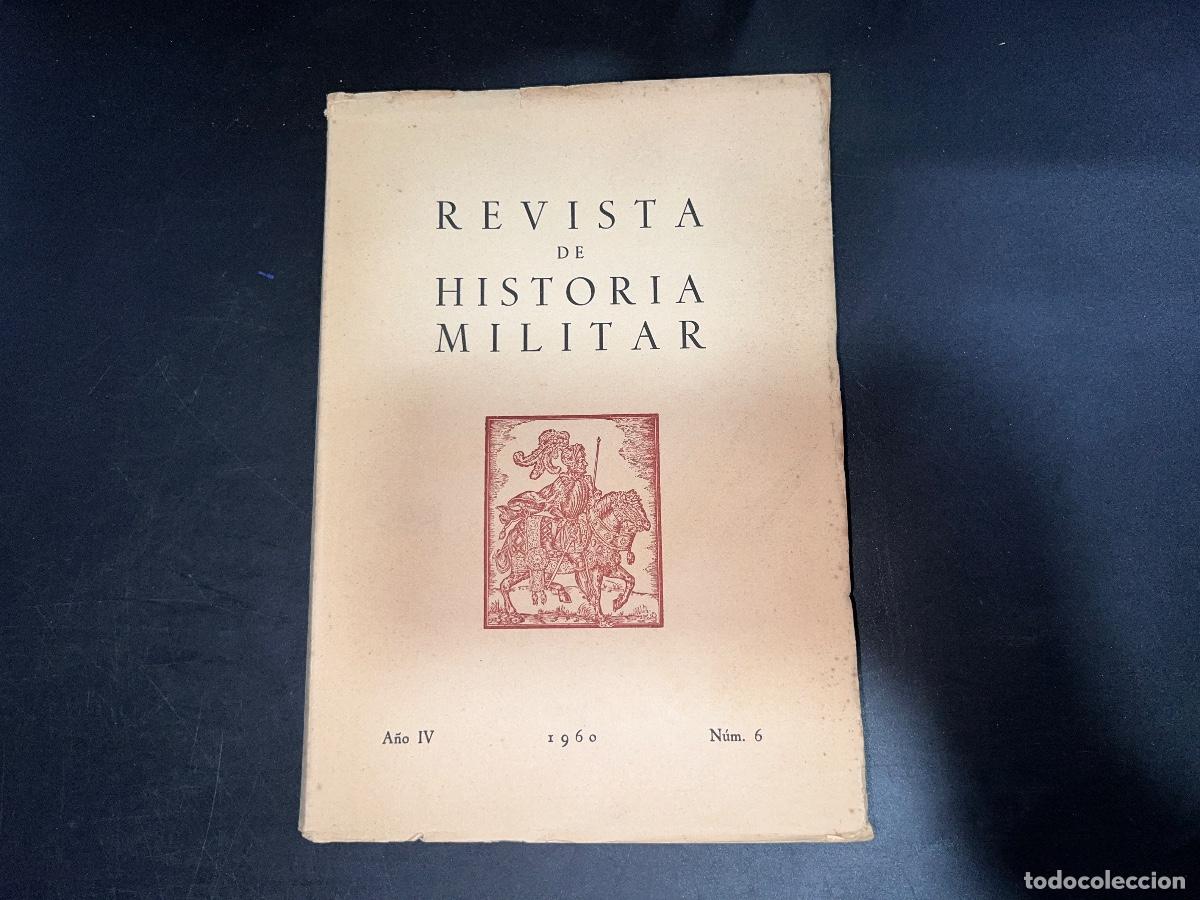 REVISTA
DE
HISTORIA
MILITAR
Año IV 1960 Núm. 6
todocoleccion